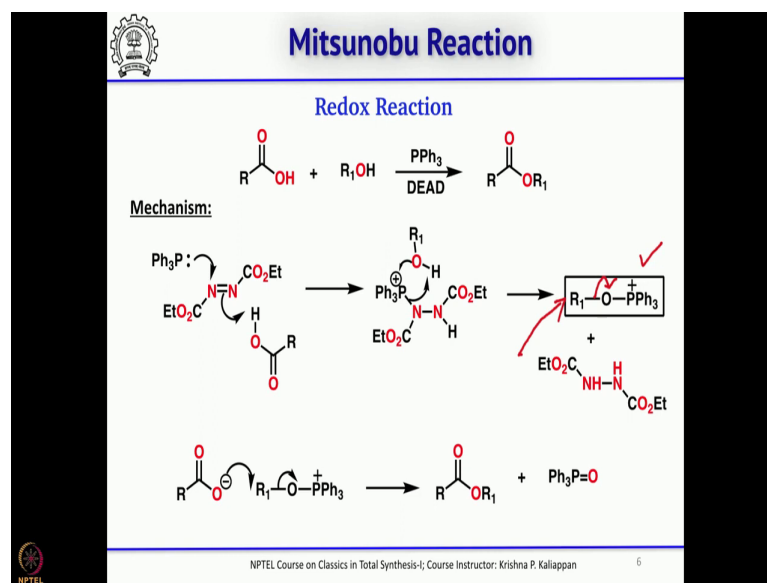 Mitsunobu Reaction
Redox Reaction
O
R OH + R1OH PPh3 DEAD O R OR1
Mechanism:
Ph3P: N=N CO2Et EtO2C H O R O
R1 O H ⊕ Ph3P N–N CO2Et H EtO2C
R1–O–PPh3 +
+
EtO2C NH–N H CO2Et
O R O ⊖ R1–O–PPh3 + O R OR1 + Ph3P=O
NPTEL Course on Classics in Total Synthesis-I; Course Instructor: Krishna P. Kaliappan
6
NPTEL